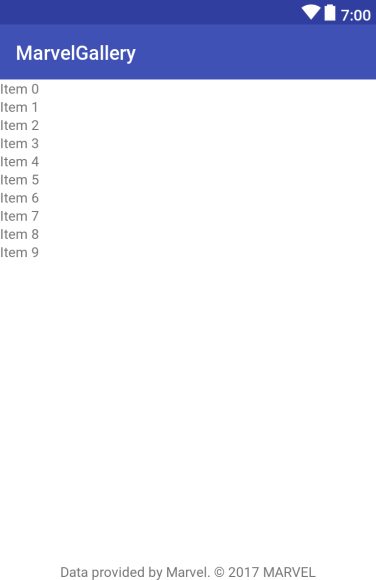 7:00
MarvelGallery
Item 0
Item 1
Item 2
Item 3
Item 4
Item 5
Item 6
Item 7
Item 8
Item 9
Data provided by Marvel. © 2017 MARVEL